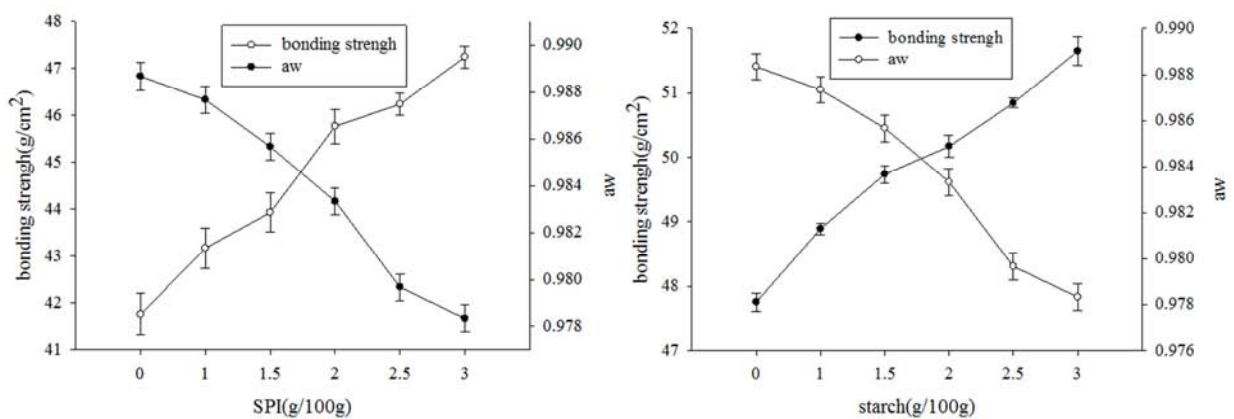 48
47
46
45
44
43
42
41
bonding strengh(g/cm2)
bonding strengh
aw
0.990
0.988
0.986
0.984
0.982
0.980
0.978
aw
0 1 1.5 2 2.5 3
SPI(g/100g)
52
51
50
49
48
47
bonding strengh(g/cm2)
bonding strengh
aw
0.990
0.988
0.986
0.984
0.982
0.980
0.978
0.976
aw
0 1 1.5 2 2.5 3
starch(g/100g)